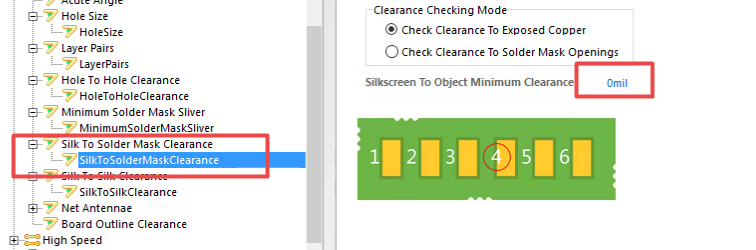 Acute Angle
Hole Size
HoleSize
Layer Pairs
LayerPairs
Hole To Hole Clearance
HoleToHoleClearance
Minimum Solder Mask Sliver
MinimumSolderMaskSliver
Silk To Solder Mask Clearance
SilkToSolderMaskClearance
Silk To Silk Clearance
SilkToSilkClearance
Net Antennae
Board Outline Clearance
High Speed
Clearance Checking Mode
Check Clearance To Exposed Copper
Check Clearance To Solder Mask Openings
Silkscreen To Object Minimum Clearance 0mil
1 2 3 4 5 6